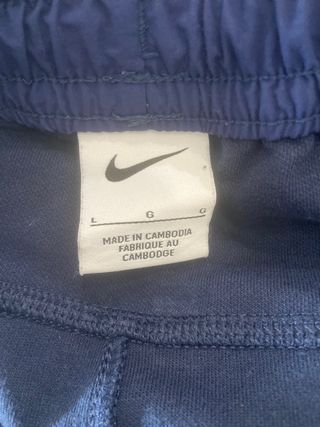 L G G
MADE IN CAMBODIA
FABRIQUE AU
CAMBODGE